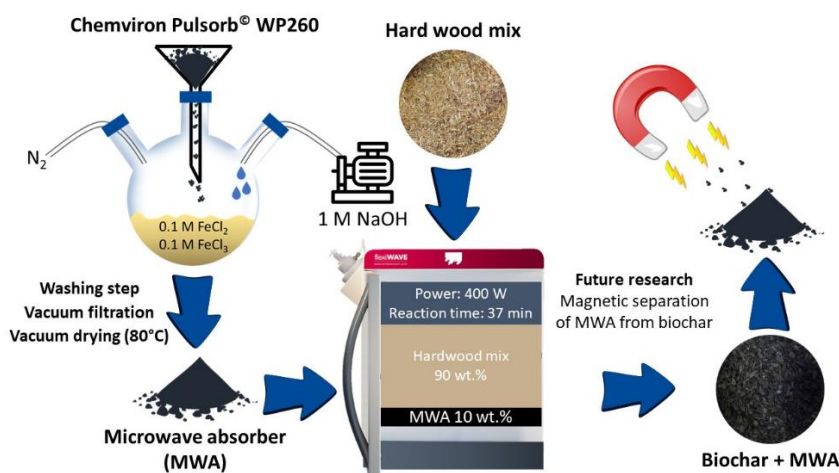 Chemviron Pulsorb© WP260
Hard wood mix
N₂
0.1 M FeCl₂
0.1 M FeCl₃
1 M NaOH
Washing step
Vacuum filtration
Vacuum drying (80°C)
Microwave absorber
(MWA)
flexiWAVE
Power: 400 W
Reaction time: 37 min
Hardwood mix
90 wt.%
MWA 10 wt.%
Future research
Magnetic separation
of MWA from biochar
Biochar + MWA